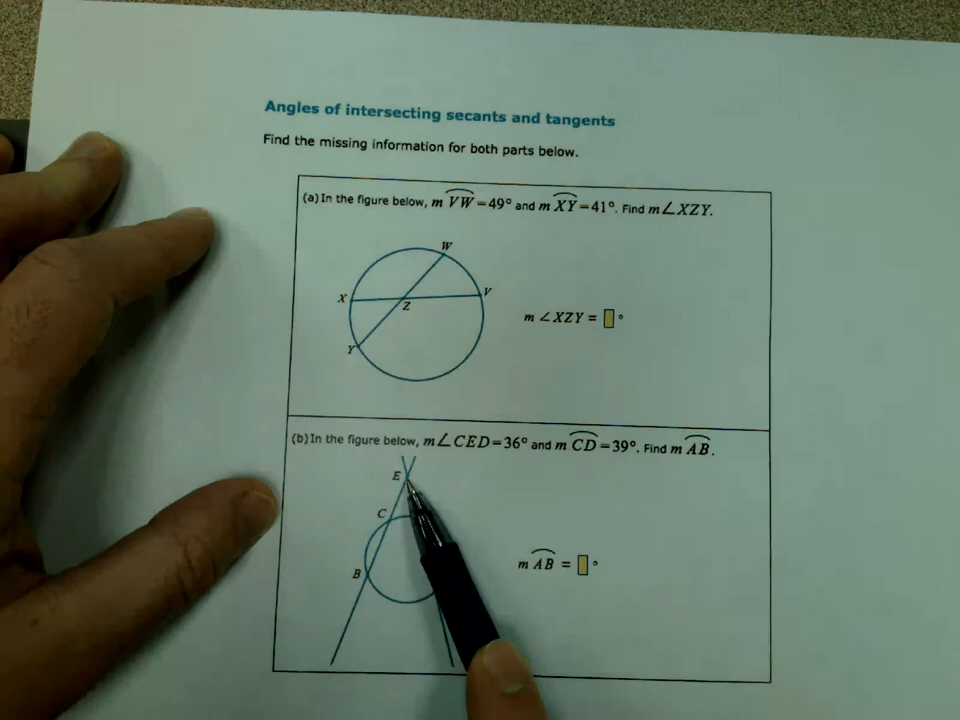 Angles of intersecting secants and tangents
Find the missing information for both parts below.
(a) In the figure below, m VW = 49° and m XY = 41°. Find m∠XZY.
W
X
V
Z
Y
m ∠XZY = °
(b) In the figure below, m∠CED = 36° and m CD = 39°. Find m AB.
E
C
B
m AB = °